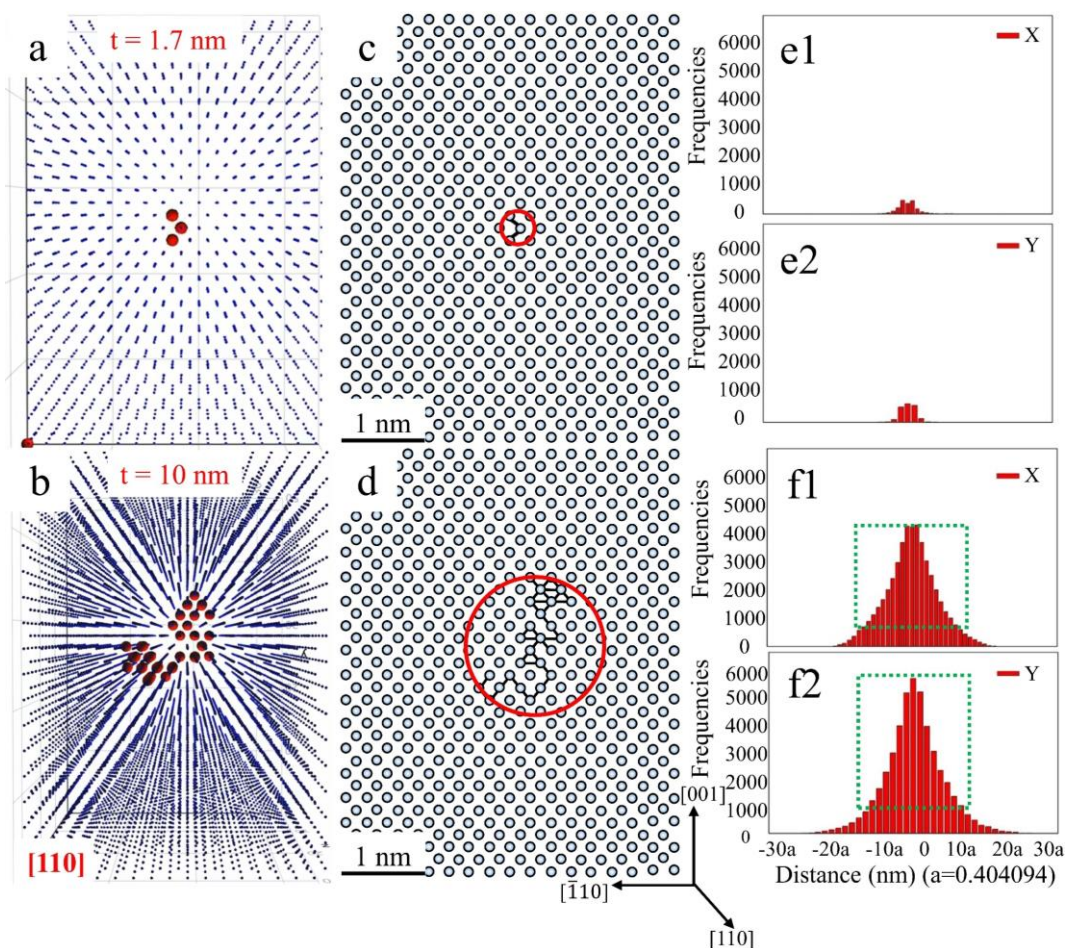 a
t = 1.7 nm
c
1 nm
b
t = 10 nm
[110]
d
1 nm
[001]
[1̅10]
[110]
e1
X
Frequencies
6000
5000
4000
3000
2000
1000
0
e2
Y
Frequencies
6000
5000
4000
3000
2000
1000
0
f1
X
Frequencies
6000
5000
4000
3000
2000
1000
0
f2
Y
Frequencies
6000
5000
4000
3000
2000
1000
0
-30a -20a -10a 0 10a 20a 30a
Distance (nm) (a=0.404094)